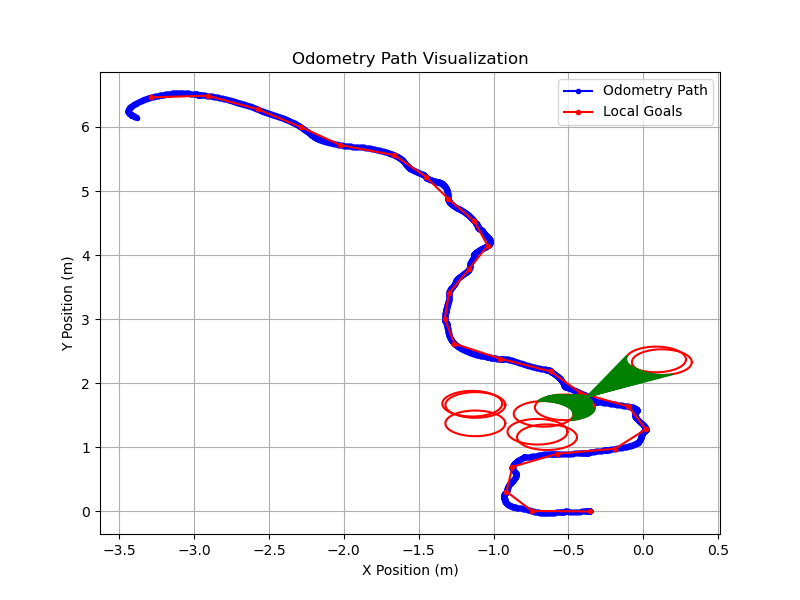 Odometry Path Visualization
Odometry Path
Local Goals
Y Position (m)
6
5
4
3
2
1
0
−3.5 −3.0 −2.5 −2.0 −1.5 −1.0 −0.5 0.0 0.5
X Position (m)